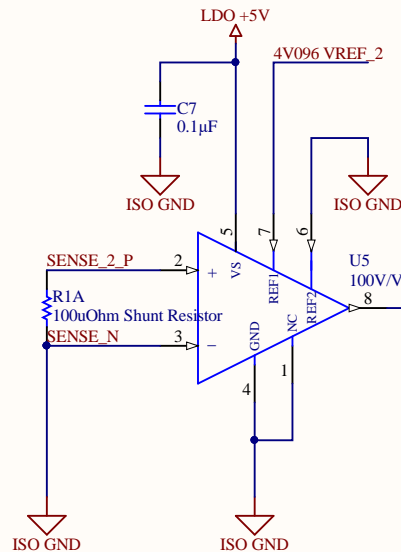 LDO +5V
4V096 VREF_2
C7
0.1µF
ISO GND
ISO GND
5
7
6
VS
REF1
REF2
U5
100V/V
SENSE_2_P
2
+
8
R1A
100uOhm Shunt Resistor
SENSE_N
3
−
GND
NC
4
1
ISO GND
ISO GND